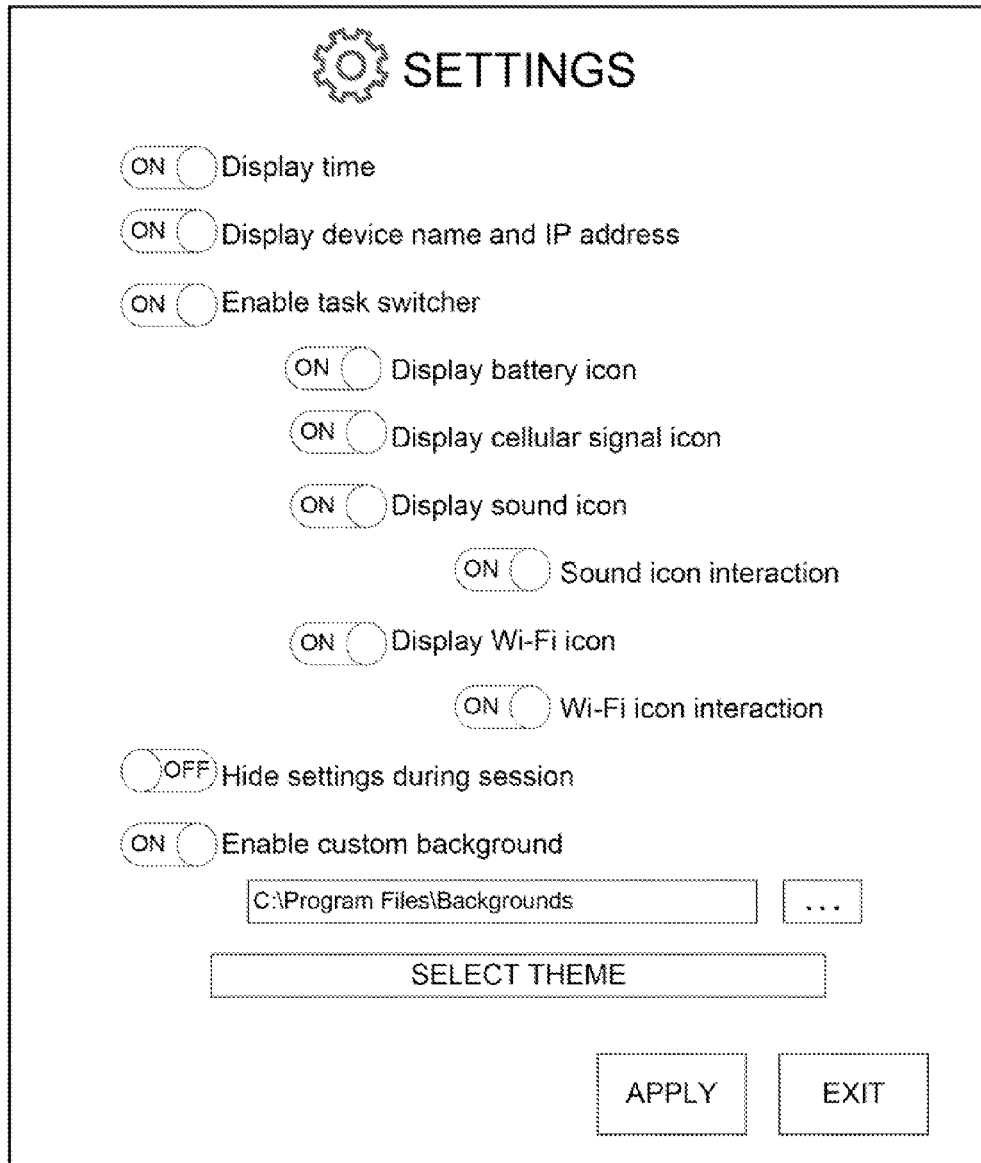 SETTINGS
ON Display time
ON Display device name and IP address
ON Enable task switcher
ON Display battery icon
ON Display cellular signal icon
ON Display sound icon
ON Sound icon interaction
ON Display Wi-Fi icon
ON Wi-Fi icon interaction
OFF Hide settings during session
ON Enable custom background
C:\Program Files\Backgrounds ...
SELECT THEME
APPLY EXIT